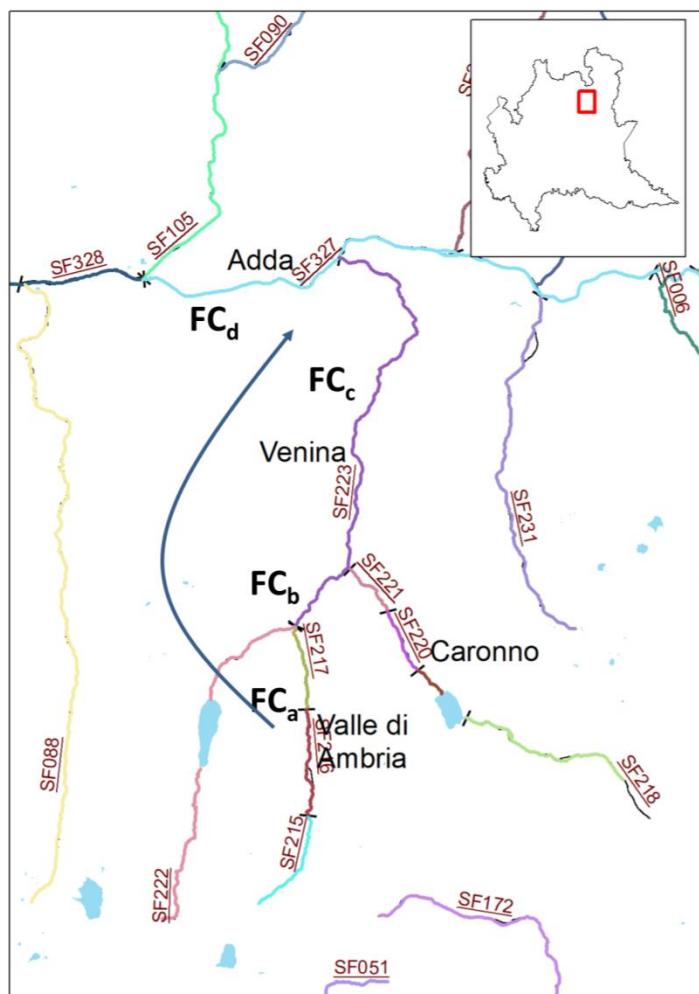 SF090
SF105
SF328
Adda
SF327
SF006
FCd
FCc
Venina
SF223
SF231
FCb
SF221
SF220
SF217
Caronno
FCa
Valle di
Ambria
SF088
SF218
SF215
SF222
SF172
SF051